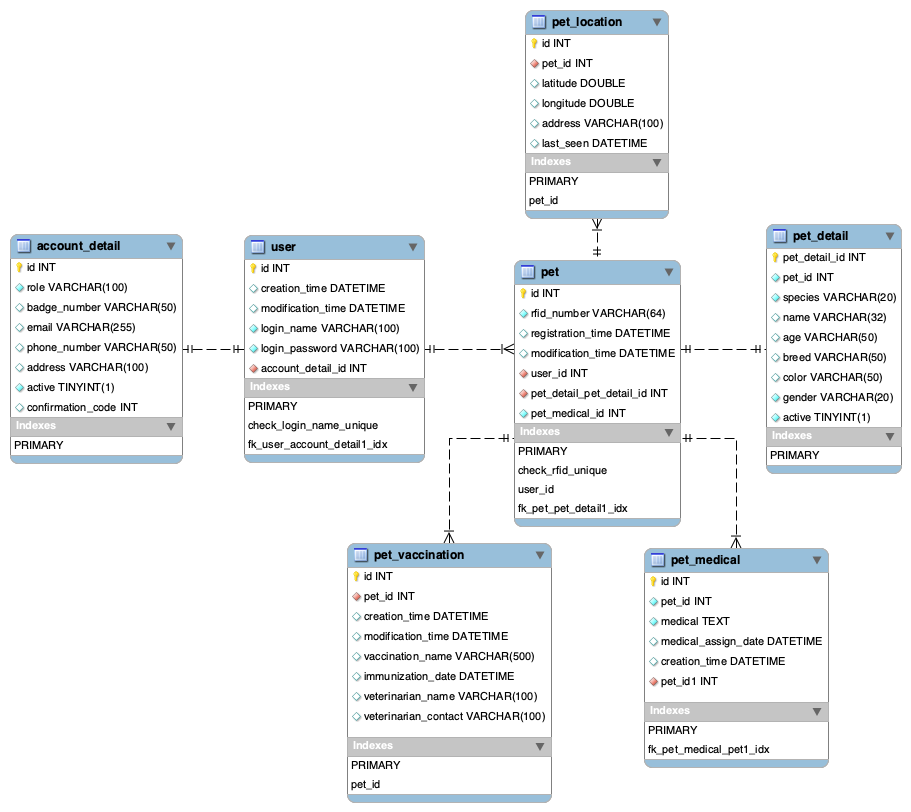 pet_location
id INT
pet_id INT
latitude DOUBLE
longitude DOUBLE
address VARCHAR(100)
last_seen DATETIME
Indexes
PRIMARY
pet_id
account_detail
id INT
role VARCHAR(100)
badge_number VARCHAR(50)
email VARCHAR(255)
phone_number VARCHAR(50)
address VARCHAR(100)
active TINYINT(1)
confirmation_code INT
Indexes
PRIMARY
user
id INT
creation_time DATETIME
modification_time DATETIME
login_name VARCHAR(100)
login_password VARCHAR(100)
account_detail_id INT
Indexes
PRIMARY
check_login_name_unique
fk_user_account_detail1_idx
pet
id INT
rfid_number VARCHAR(64)
registration_time DATETIME
modification_time DATETIME
user_id INT
pet_detail_pet_detail_id INT
pet_medical_id INT
Indexes
PRIMARY
check_rfid_unique
user_id
fk_pet_pet_detail1_idx
pet_detail
pet_detail_id INT
pet_id INT
species VARCHAR(20)
name VARCHAR(32)
age VARCHAR(50)
breed VARCHAR(50)
color VARCHAR(50)
gender VARCHAR(20)
active TINYINT(1)
Indexes
PRIMARY
pet_vaccination
id INT
pet_id INT
creation_time DATETIME
modification_time DATETIME
vaccination_name VARCHAR(500)
immunization_date DATETIME
veterinarian_name VARCHAR(100)
veterinarian_contact VARCHAR(100)
Indexes
PRIMARY
pet_id
pet_medical
id INT
pet_id INT
medical TEXT
medical_assign_date DATETIME
creation_time DATETIME
pet_id1 INT
Indexes
PRIMARY
fk_pet_medical_pet1_idx